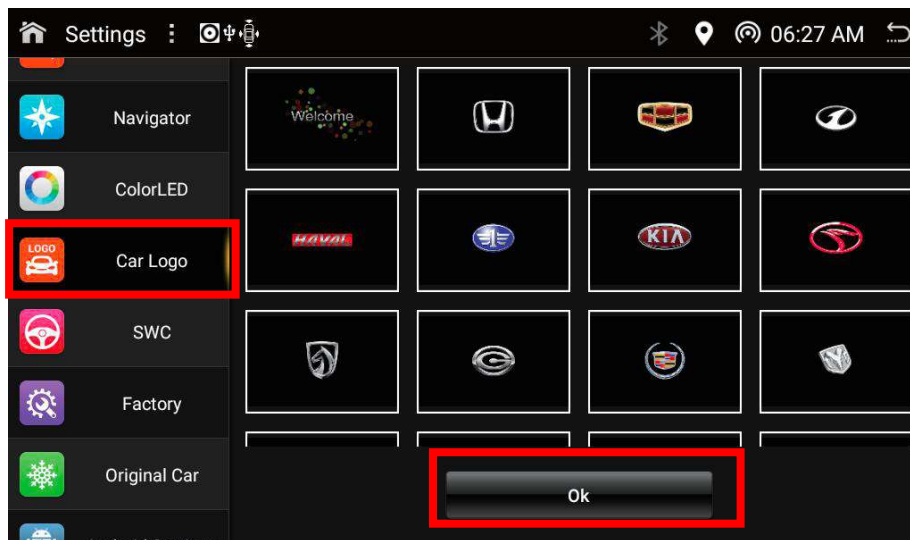 Settings
06:27 AM
Navigator
Welcome
ColorLED
HAVAL
KIA
LOGO
Car Logo
SWC
Factory
Original Car
Ok